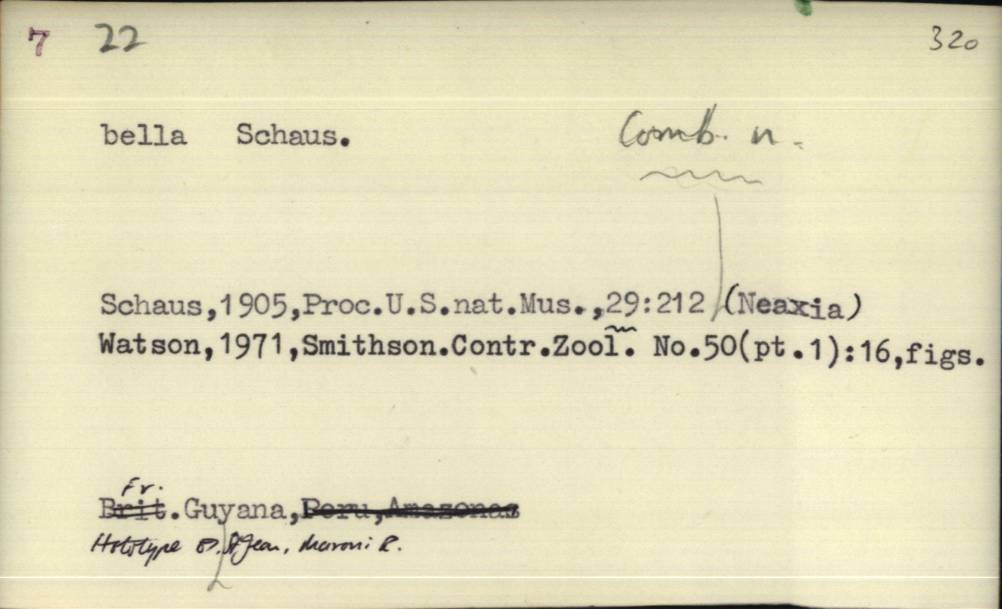 7 22 320
bella Schaus. Comb. n.
Schaus,1905,Proc.U.S.nat.Mus.,29:212 (Neaxia)
Watson,1971,Smithson.Contr.Zool. No.50(pt.1):16,figs.
Fr.
Brit.Guyana,Peru,Amazonas
Holotype St Jean, Maroni R.